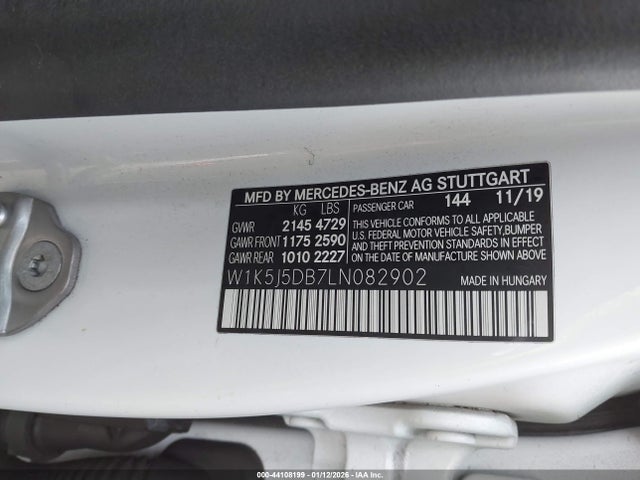 MFD BY MERCEDES-BENZ AG STUTTGART
KG LBS PASSENGER CAR 144 11/19
GVWR 2145 4729 THIS VEHICLE CONFORMS TO ALL APPLICABLE
GAWR FRONT 1175 2590 U.S. FEDERAL MOTOR VEHICLE SAFETY, BUMPER,
GAWR REAR 1010 2227 AND THEFT PREVENTION STANDARDS IN EFFECT
ON THE DATE OF MANUFACTURE SHOWN ABOVE.
W1K5J5DB7LN082902 MADE IN HUNGARY
000-44108199 - 01/12/2026 - IAANJ LLC